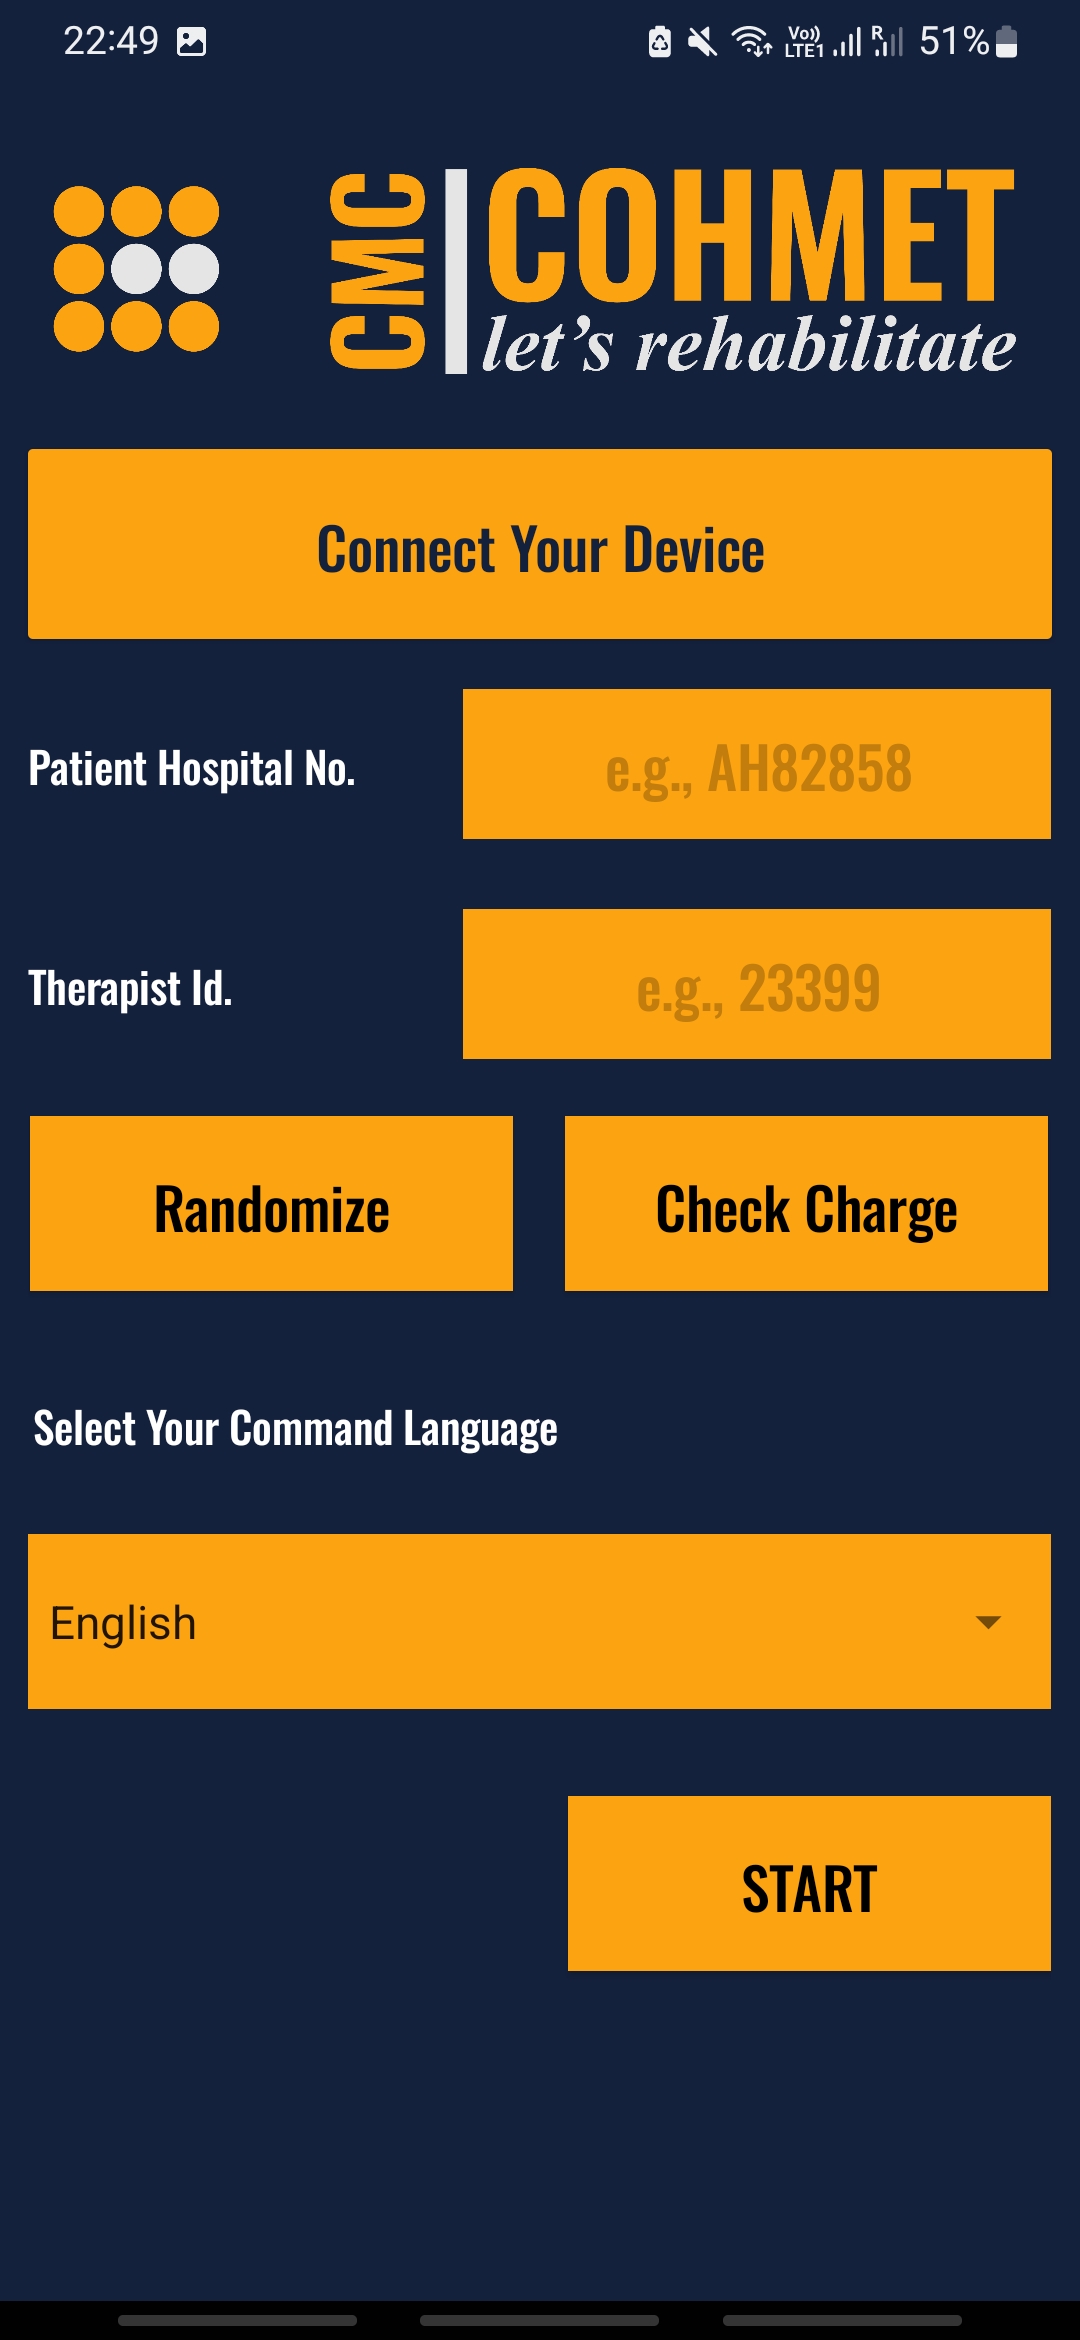 22:49
Vo)) LTE1 R 51%
CMC
COHMET
let's rehabilitate
Connect Your Device
Patient Hospital No.
e.g., AH82858
Therapist Id.
e.g., 23399
Randomize
Check Charge
Select Your Command Language
English
START